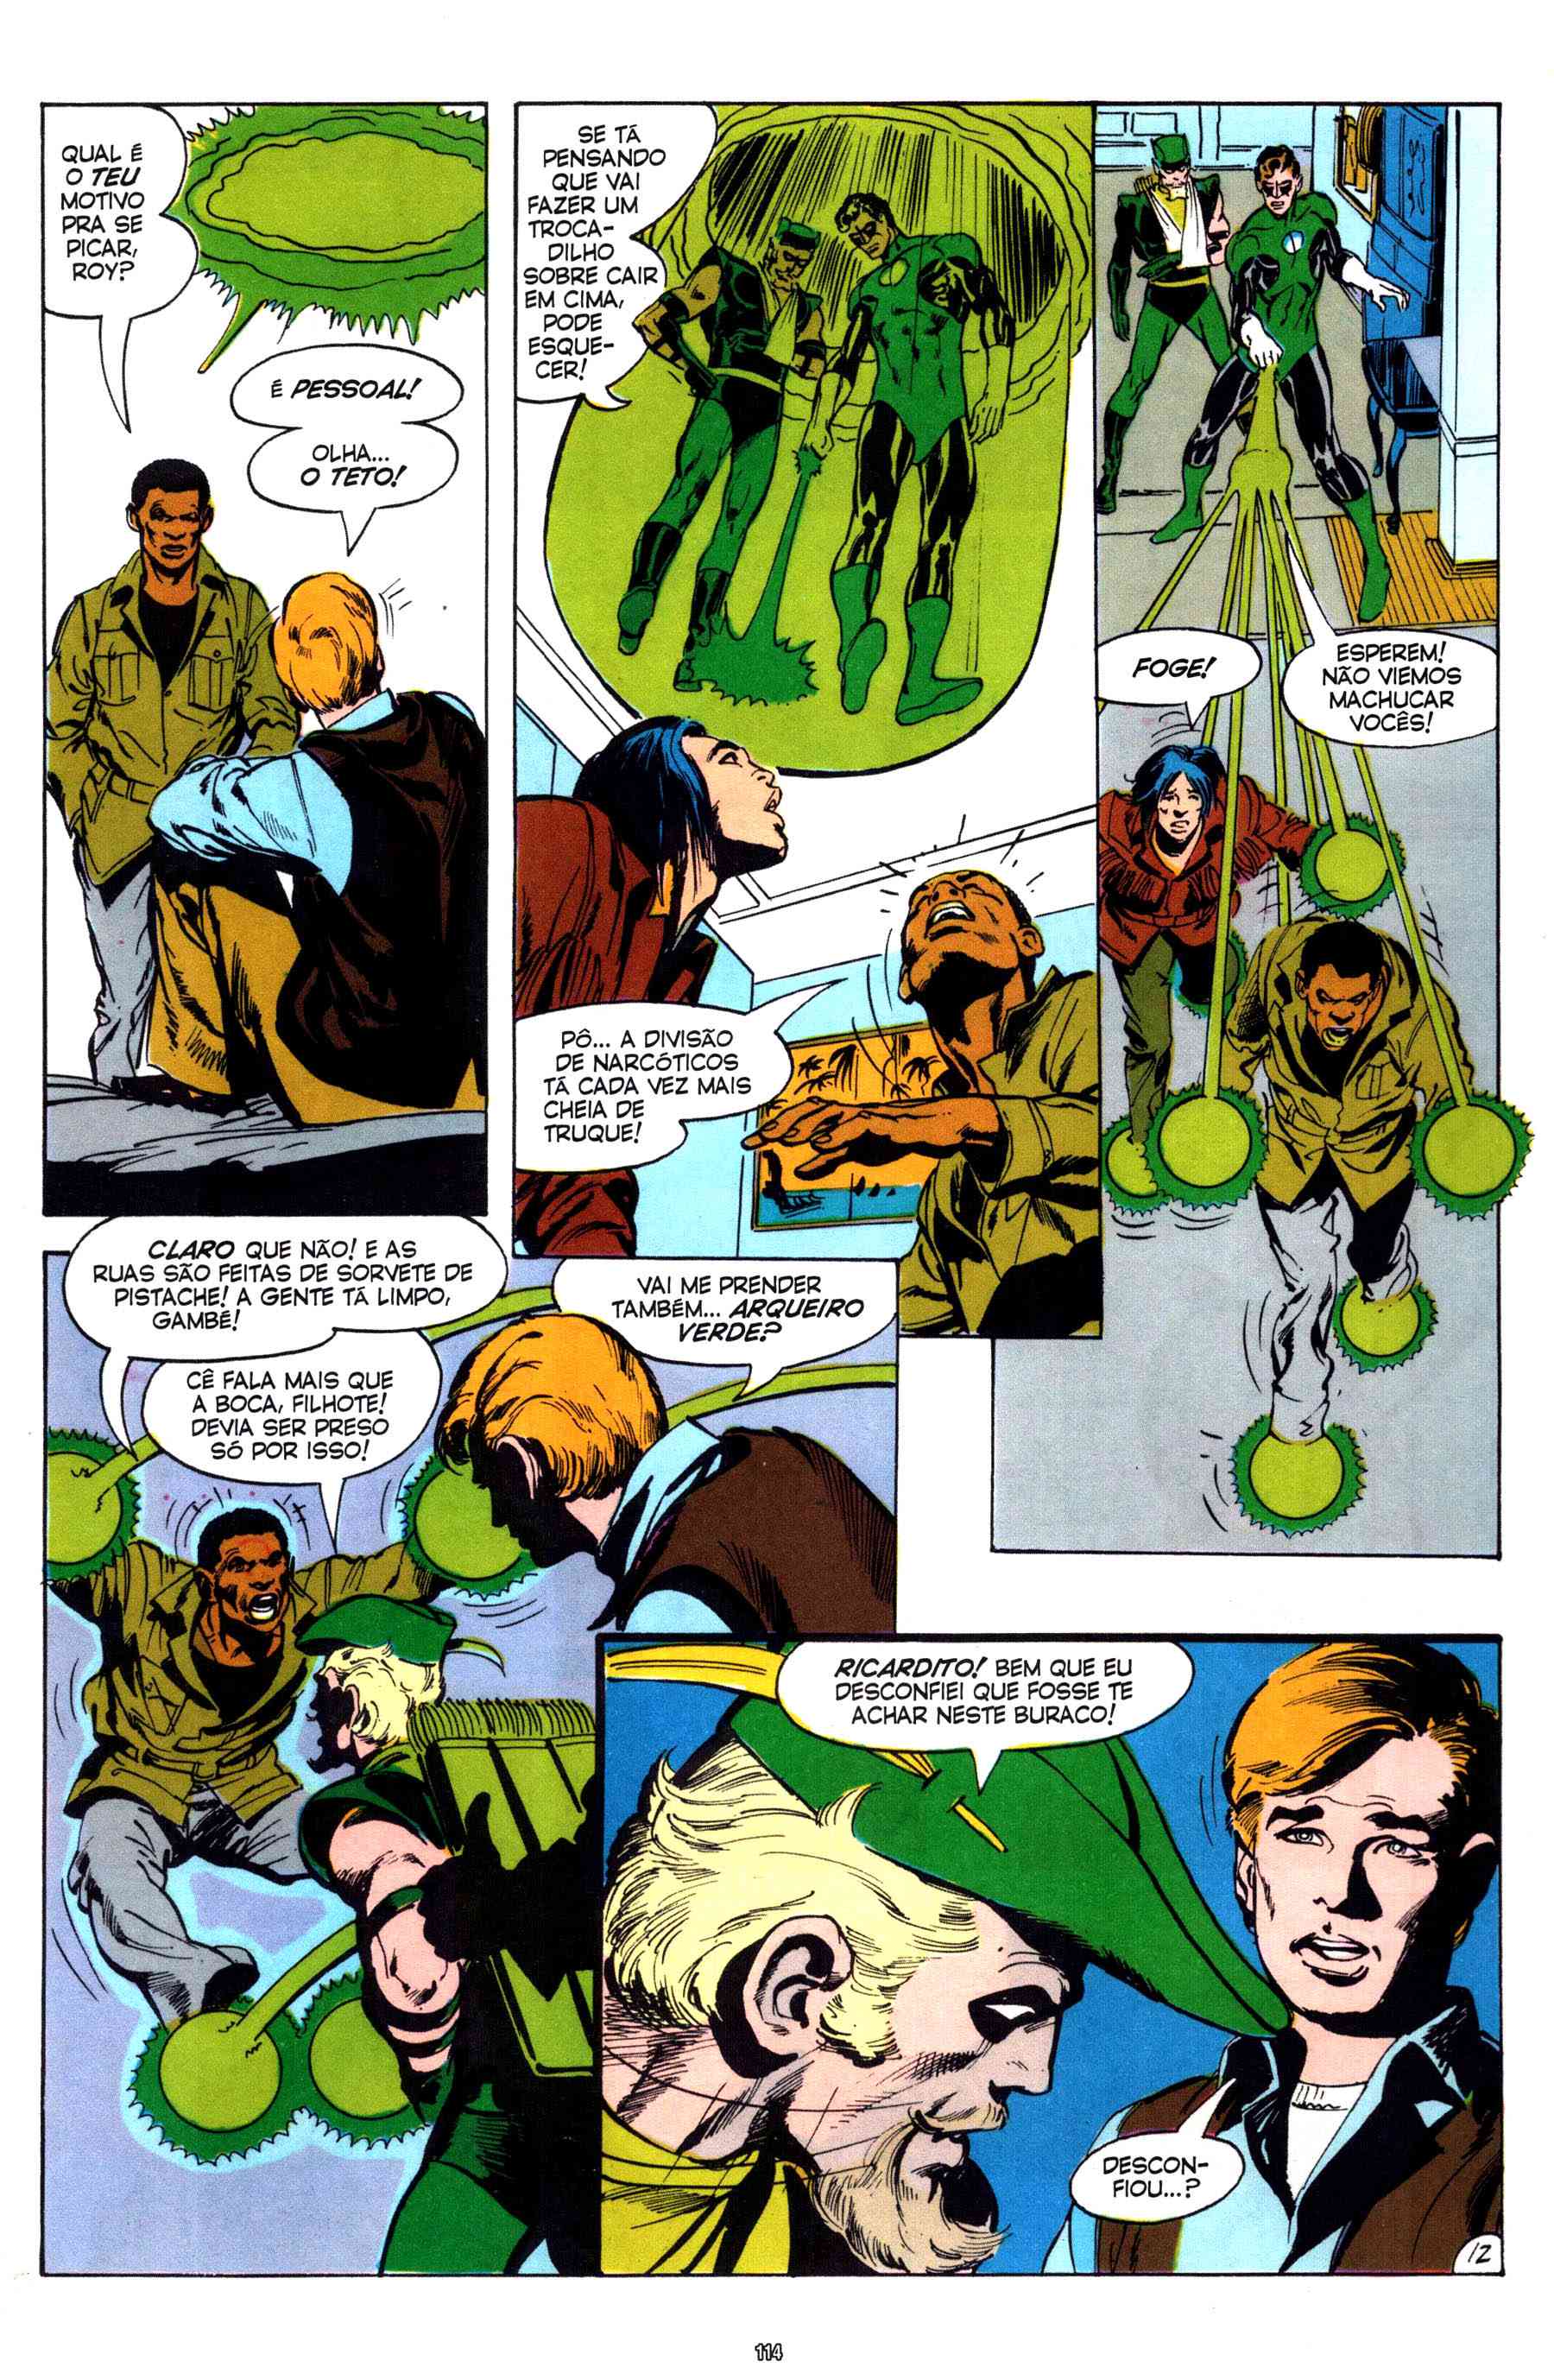 QUAL É
O TEU
MOTIVO
PRA SE
PICAR,
ROY?
É PESSOAL!
OLHA...
O TETO!
SE TÁ
PENSANDO
QUE VAI
FAZER UM
TROCA-
DILHO
SOBRE CAIR
EM CIMA,
PODE
ESQUE-
CER!
PÔ... A DIVISÃO
DE NARCÓTICOS
TÁ CADA VEZ MAIS
CHEIA DE
TRUQUE!
FOGE!
ESPEREM!
NÃO VIEMOS
MACHUCAR
VOCÊS!
CLARO QUE NÃO! E AS
RUAS SÃO FEITAS DE SORVETE DE
PISTACHE! A GENTE TÁ LIMPO,
GAMBÉ!
CÊ FALA MAIS QUE
A BOCA, FILHOTE!
DEVIA SER PRESO
SÓ POR ISSO!
VAI ME PRENDER
TAMBÉM... ARQUEIRO
VERDE?
RICARDITO! BEM QUE EU
DESCONFIEI QUE FOSSE TE
ACHAR NESTE BURACO!
DESCON-
FIOU...?
12
114